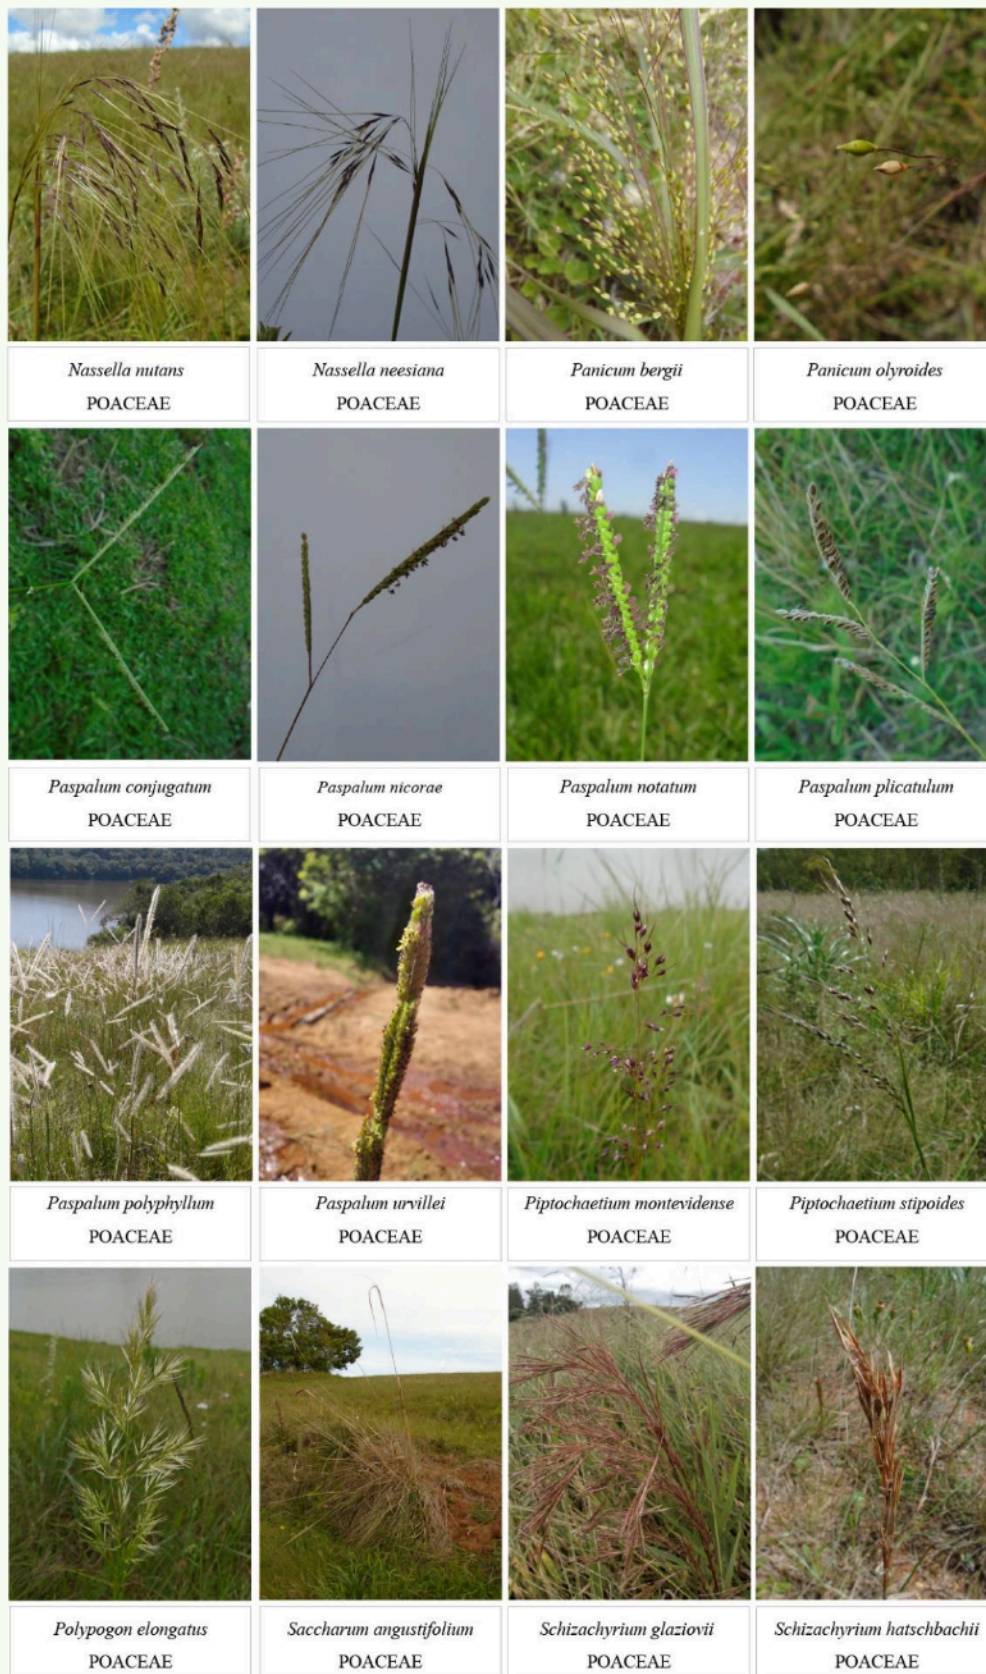 Nassella nutans
POACEAE
Nassella neesiana
POACEAE
Panicum bergii
POACEAE
Panicum olyroides
POACEAE
Paspalum conjugatum
POACEAE
Paspalum nicorae
POACEAE
Paspalum notatum
POACEAE
Paspalum plicatulum
POACEAE
Paspalum polyphyllum
POACEAE
Paspalum urvillei
POACEAE
Piptochaetium montevidense
POACEAE
Piptochaetium stipoides
POACEAE
Polypogon elongatus
POACEAE
Saccharum angustifolium
POACEAE
Schizachyrium glaziovii
POACEAE
Schizachyrium hatschbachii
POACEAE